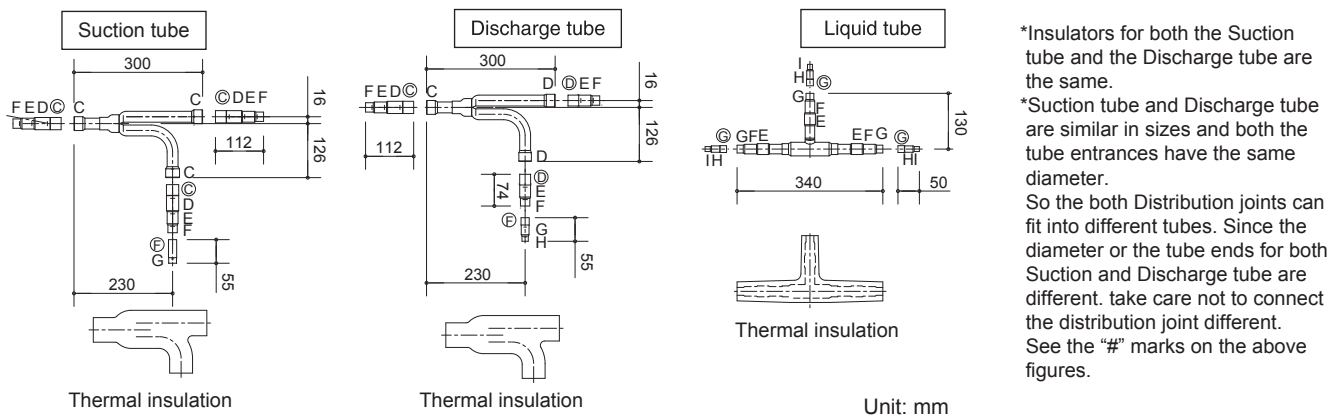 Suction tube
300
F E D Ⓒ C
C
Ⓒ D E F
16
112
126
C
Ⓒ
D
E
F
Ⓕ
G
55
230
Thermal insulation
Discharge tube
300
F E D Ⓒ C
D Ⓓ E F
16
112
126
D
Ⓓ
74
E
F
Ⓕ
G
H
55
230
Thermal insulation
Liquid tube
I
H Ⓖ
G
F
E
130
Ⓖ G F E
E F G Ⓖ
I H
H I
340
50
Thermal insulation
Unit: mm
*Insulators for both the Suction
tube and the Discharge tube are
the same.
*Suction tube and Discharge tube
are similar in sizes and both the
tube entrances have the same
diameter.
So the both Distribution joints can
fit into different tubes. Since the
diameter or the tube ends for both
Suction and Discharge tube are
different. take care not to connect
the distribution joint different.
See the “#” marks on the above
figures.